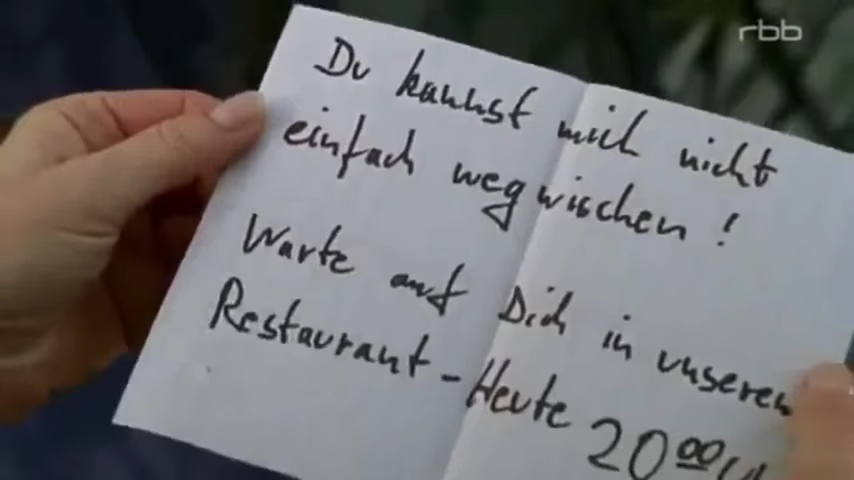 rbb
Du kannst mich nicht
einfach wegwischen!
Warte auf Dich in unseren
Restaurant - Heute 20⁰⁰